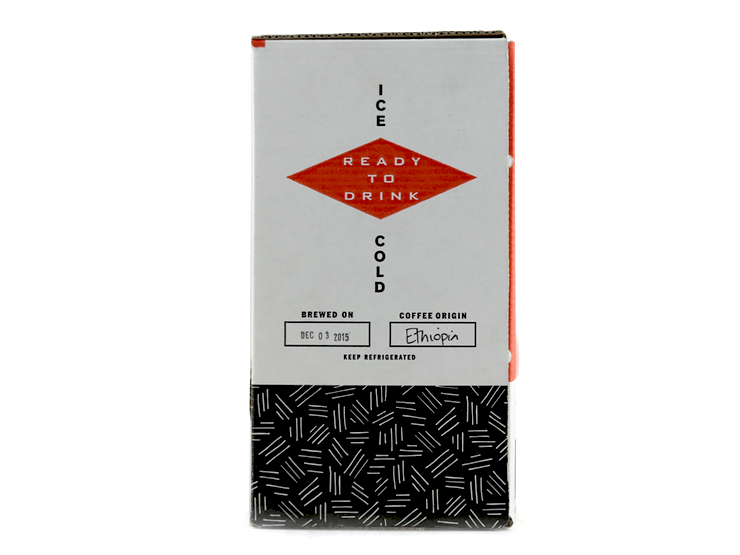 ICE
READY
TO
DRINK
COLD
BREWED ON
COFFEE ORIGIN
DEC 03 2015
Ethiopia
KEEP REFRIGERATED